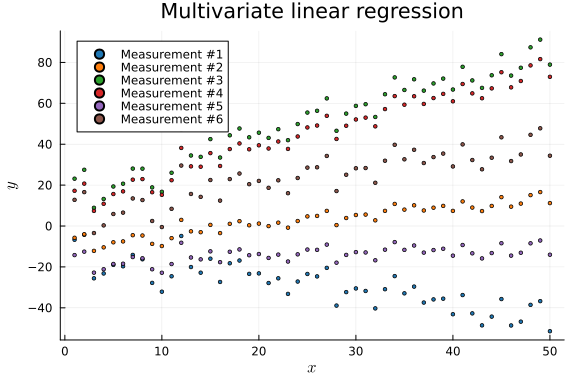 Multivariate linear regression
Measurement #1
Measurement #2
Measurement #3
Measurement #4
Measurement #5
Measurement #6
80
60
40
20
0
−20
−40
y
0 10 20 30 40 50
x